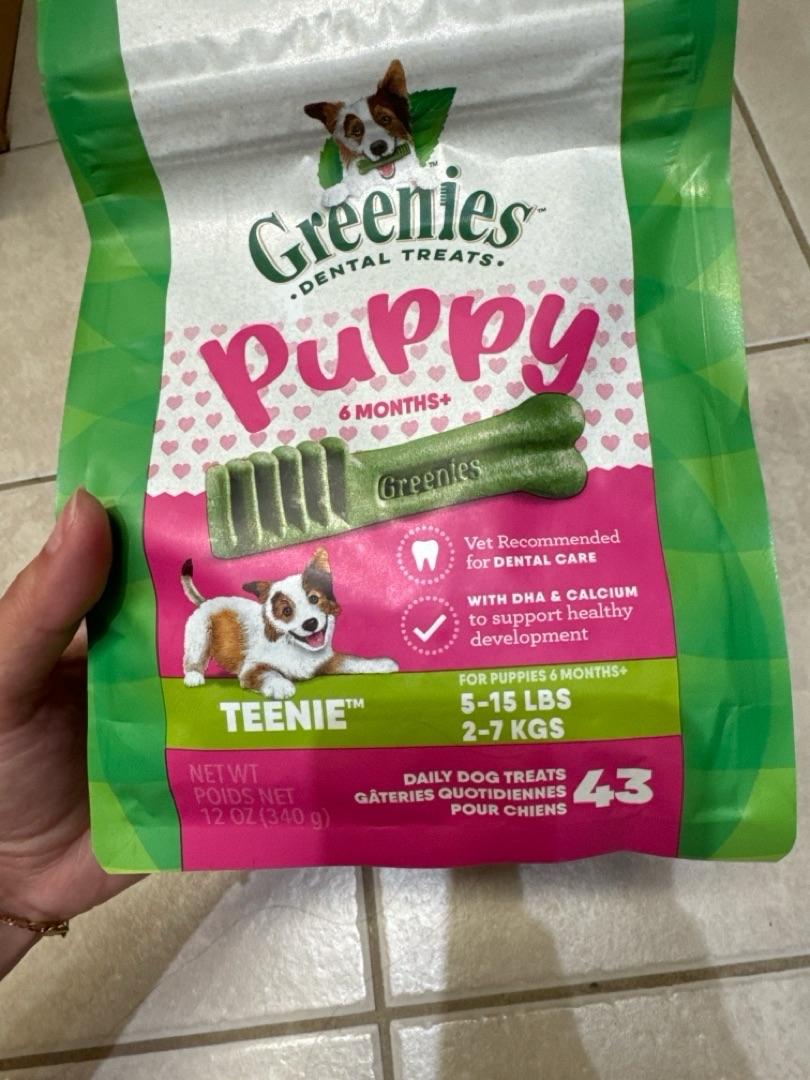 Greenies™
• DENTAL TREATS •
Puppy
6 MONTHS+
Greenies
Vet Recommended
for DENTAL CARE
WITH DHA & CALCIUM
to support healthy
development
TEENIE™
FOR PUPPIES 6 MONTHS+
5-15 LBS
2-7 KGS
NET WT
POIDS NET
12 OZ (340 g)
DAILY DOG TREATS
GÂTERIES QUOTIDIENNES
POUR CHIENS
43